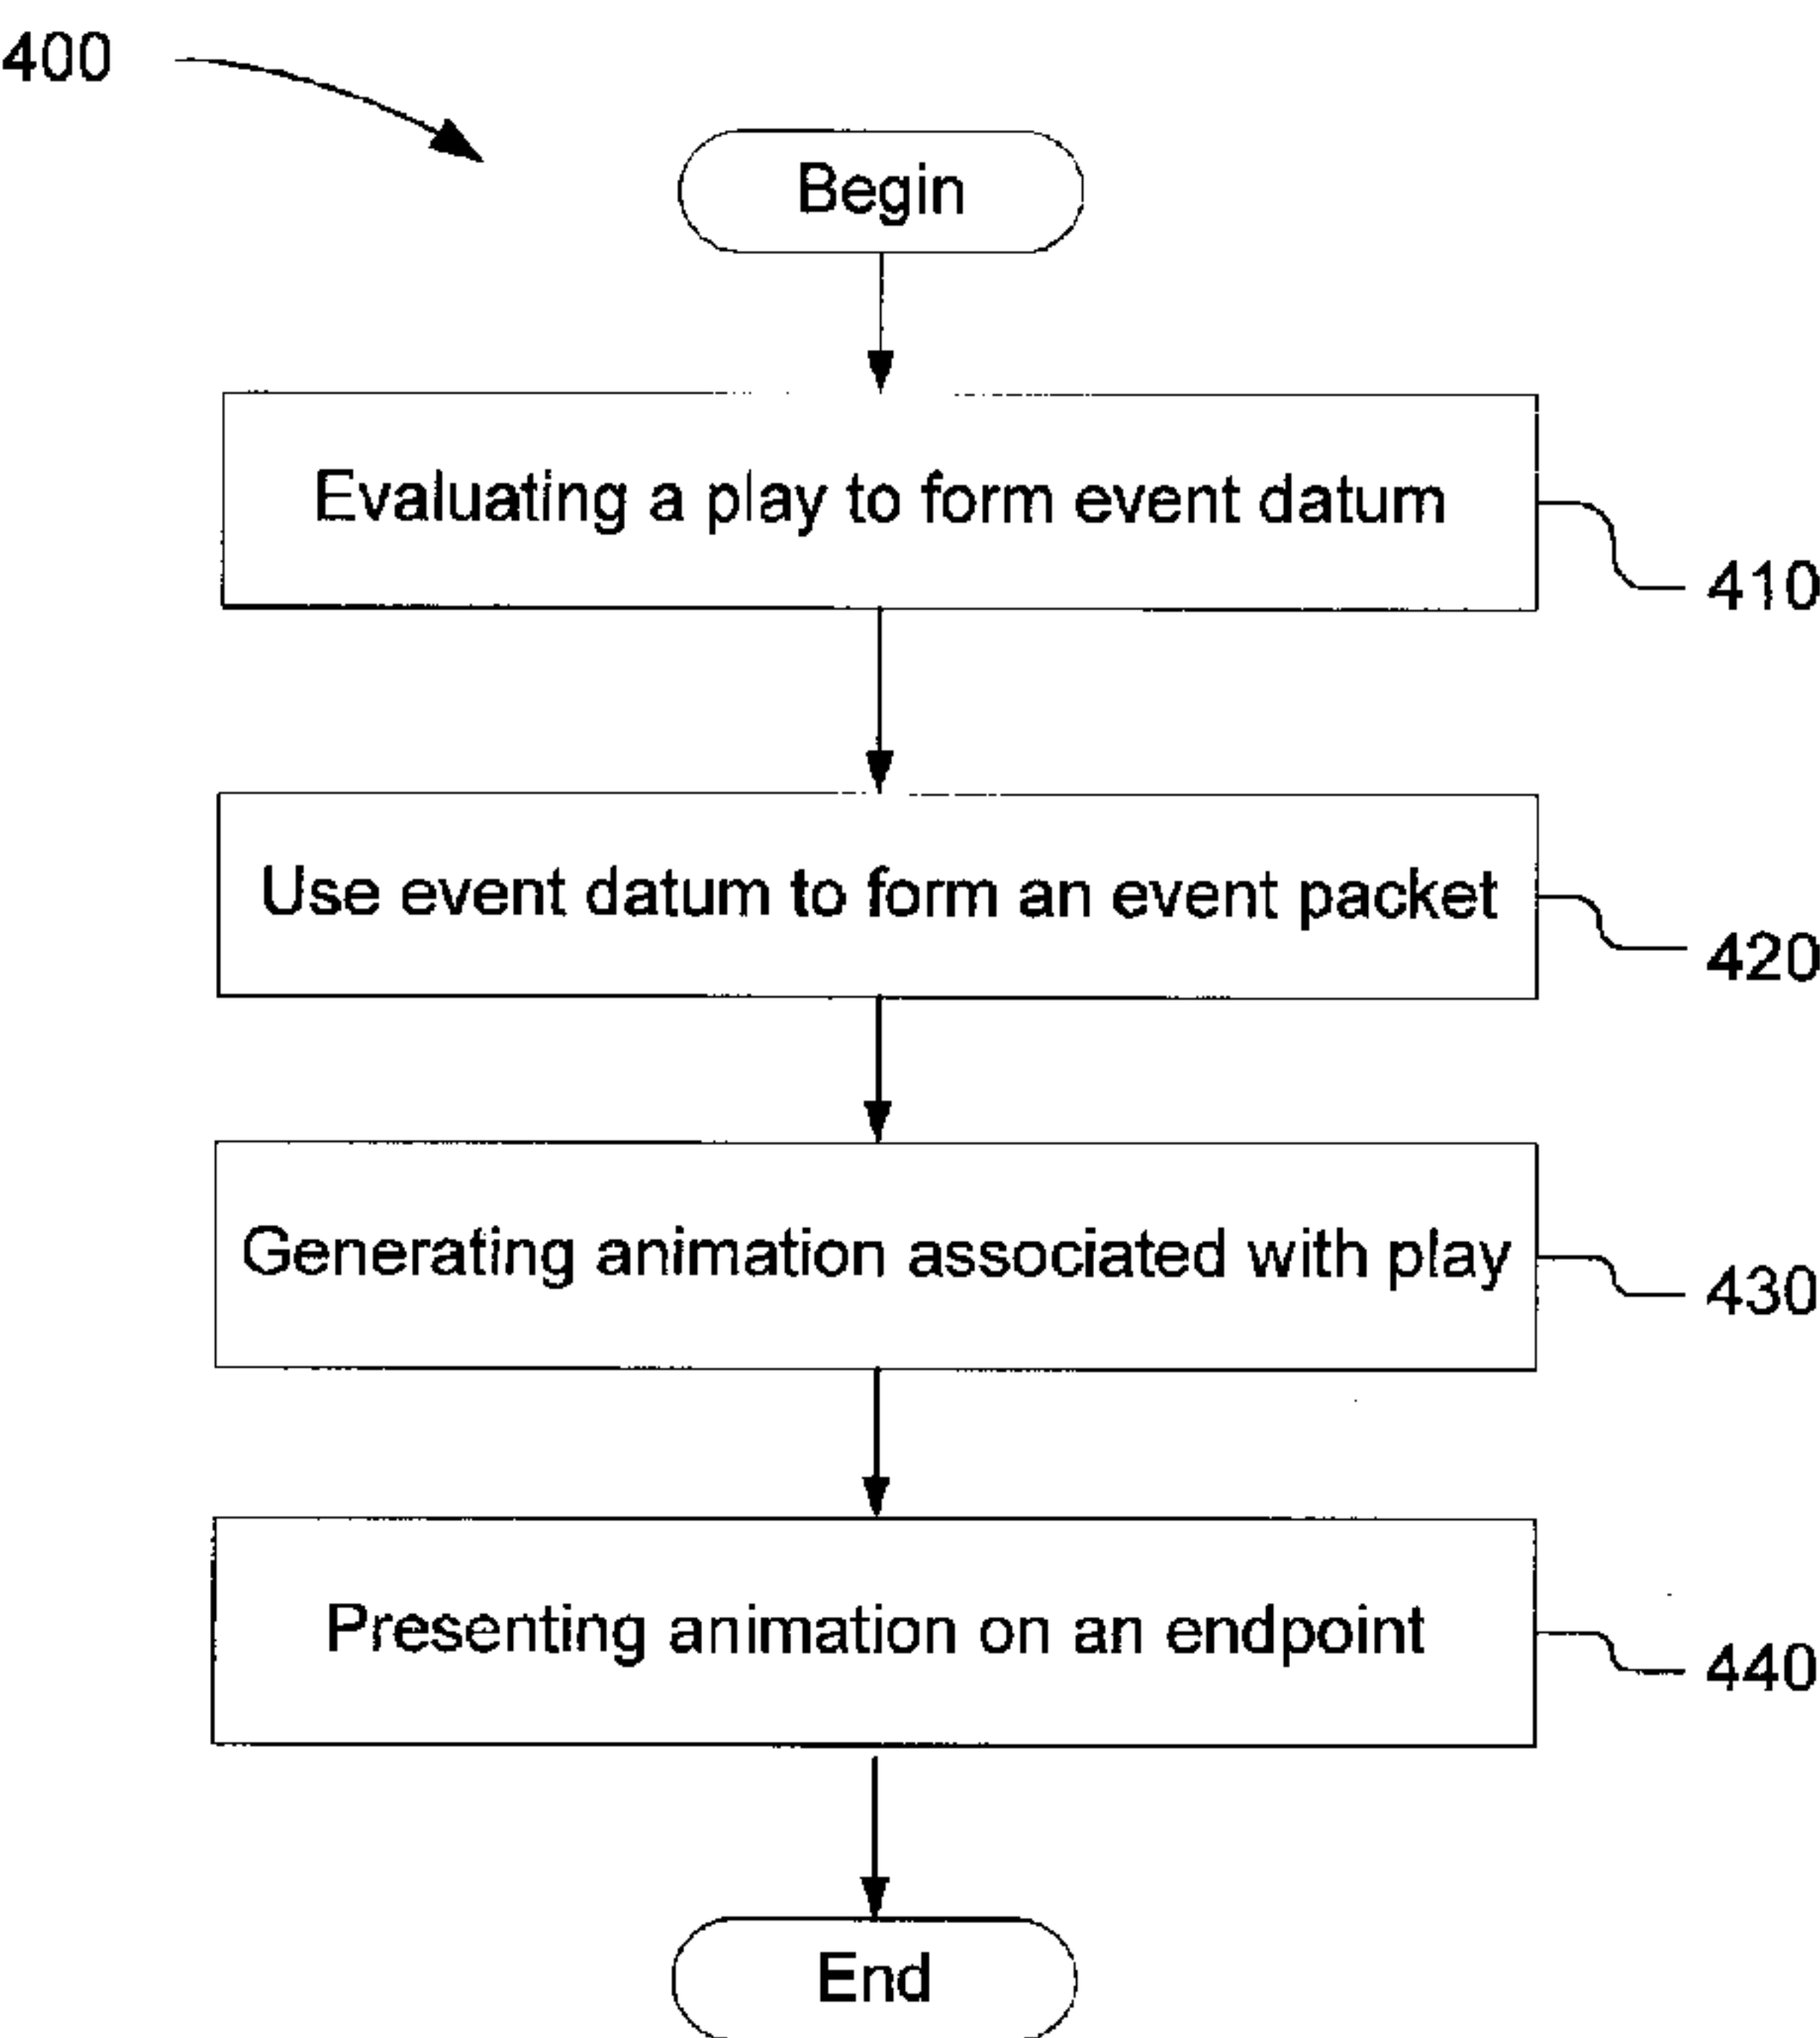 400
Begin
Evaluating a play to form event datum
410
Use event datum to form an event packet
420
Generating animation associated with play
430
Presenting animation on an endpoint
440
End